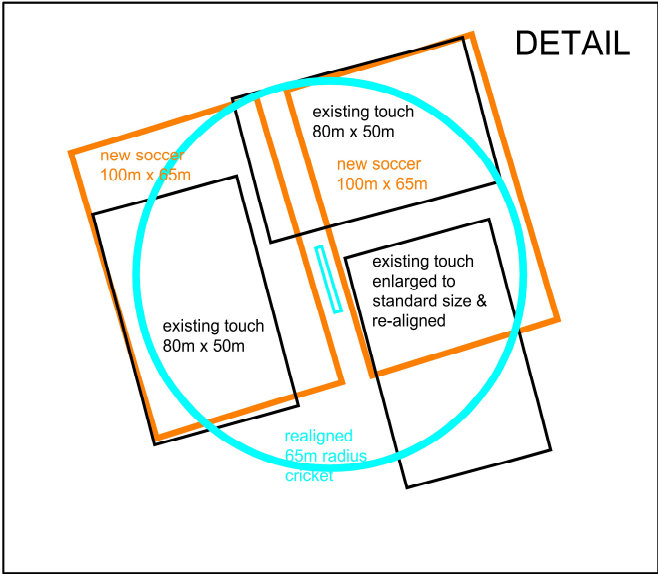 DETAIL
existing touch
80m x 50m
new soccer
100m x 65m
new soccer
100m x 65m
existing touch
enlarged to
standard size &
re-aligned
existing touch
80m x 50m
realigned
65m radius
cricket